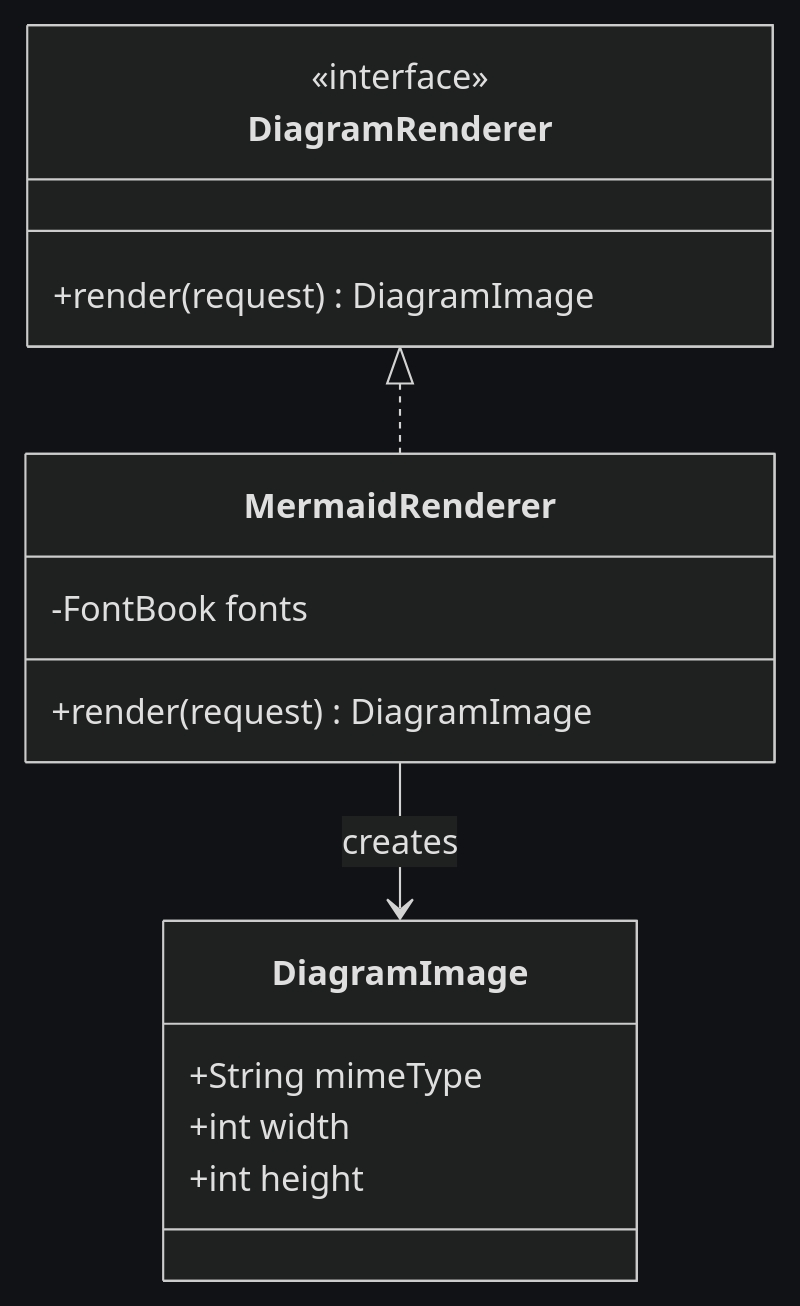 «interface»
DiagramRenderer
+render(request) : DiagramImage
MermaidRenderer
-FontBook fonts
+render(request) : DiagramImage
creates
DiagramImage
+String mimeType
+int width
+int height